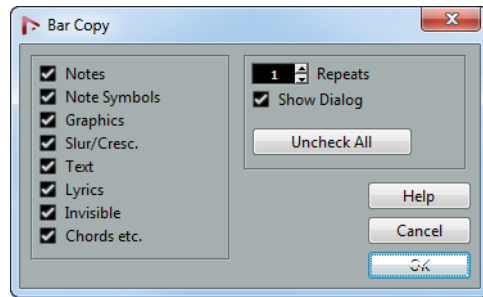 Bar Copy
Notes
Note Symbols
Graphics
Slur/Cresc.
Text
Lyrics
Invisible
Chords etc.
1 Repeats
Show Dialog
Uncheck All
Help
Cancel
OK